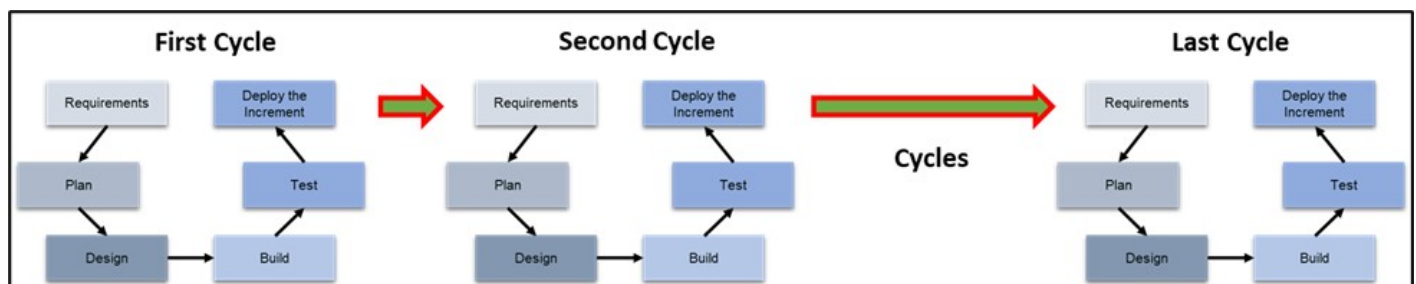 First Cycle
Requirements
Plan
Design
Build
Test
Deploy the
Increment
Second Cycle
Requirements
Plan
Design
Build
Test
Deploy the
Increment
Cycles
Last Cycle
Requirements
Plan
Design
Build
Test
Deploy the
Increment